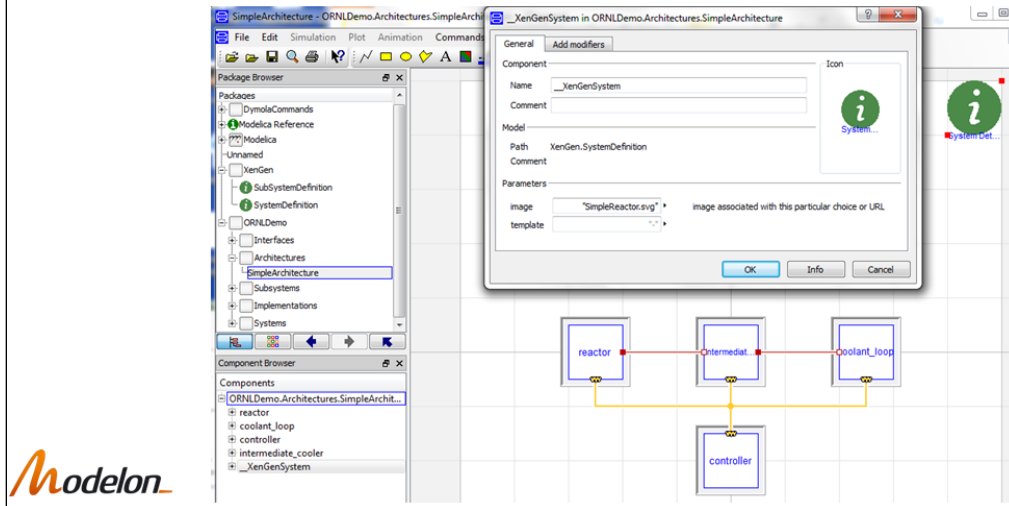 SimpleArchitecture - ORNLDemo.Architectures.SimpleArchi
File Edit Simulation Plot Animation Commands
A
Package Browser
Packages
DymolaCommands
Modelica Reference
Modelica
Unnamed
XenGen
SubSystemDefinition
SystemDefinition
ORNLDemo
Interfaces
Architectures
SimpleArchitecture
Subsystems
Implementations
Systems
Component Browser
Components
ORNLDemo.Architectures.SimpleArchit...
reactor
coolant_loop
controller
intermediate_cooler
__XenGenSystem
__XenGenSystem in ORNLDemo.Architectures.SimpleArchitecture
General Add modifiers
Component
Name __XenGenSystem
Comment
Icon
System...
Model
Path XenGen.SystemDefinition
Comment
Parameters
image "SimpleReactor.svg" image associated with this particular choice or URL
template "-"
OK Info Cancel
System Det...
reactor
intermediat...
coolant_loop
controller
Modelon